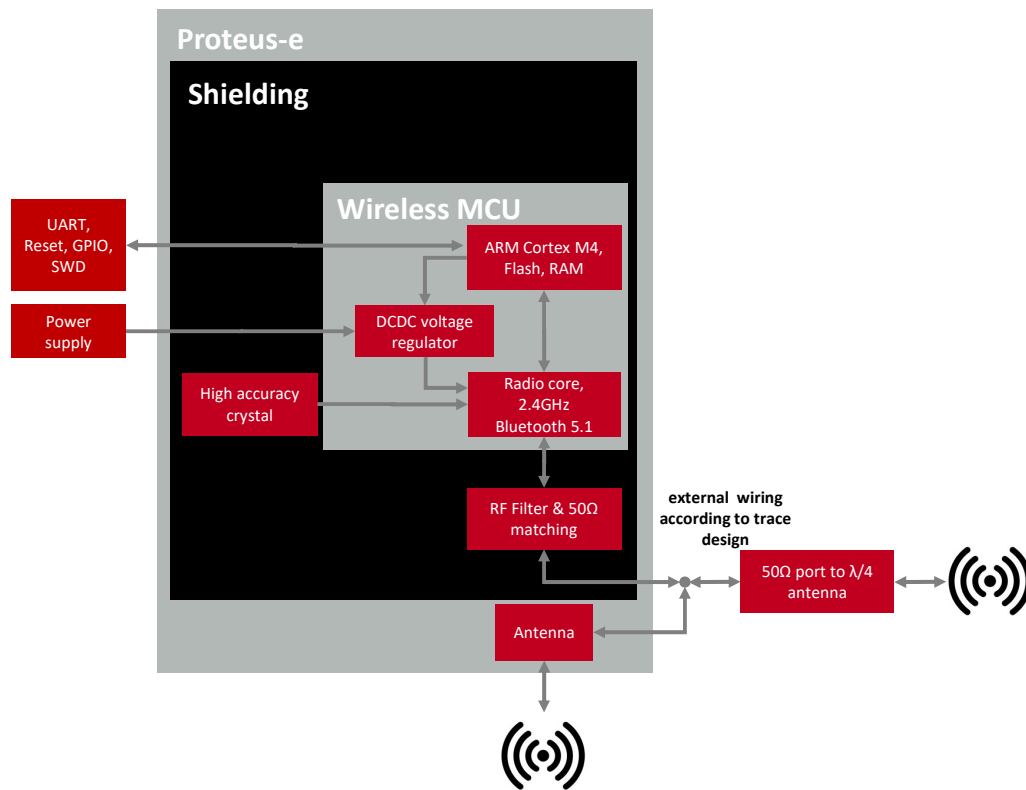 Proteus-e
Shielding
Wireless MCU
UART,
Reset, GPIO,
SWD
ARM Cortex M4,
Flash, RAM
Power
supply
DCDC voltage
regulator
High accuracy
crystal
Radio core,
2.4GHz
Bluetooth 5.1
RF Filter & 50Ω
matching
external wiring
according to trace
design
50Ω port to λ/4
antenna
Antenna